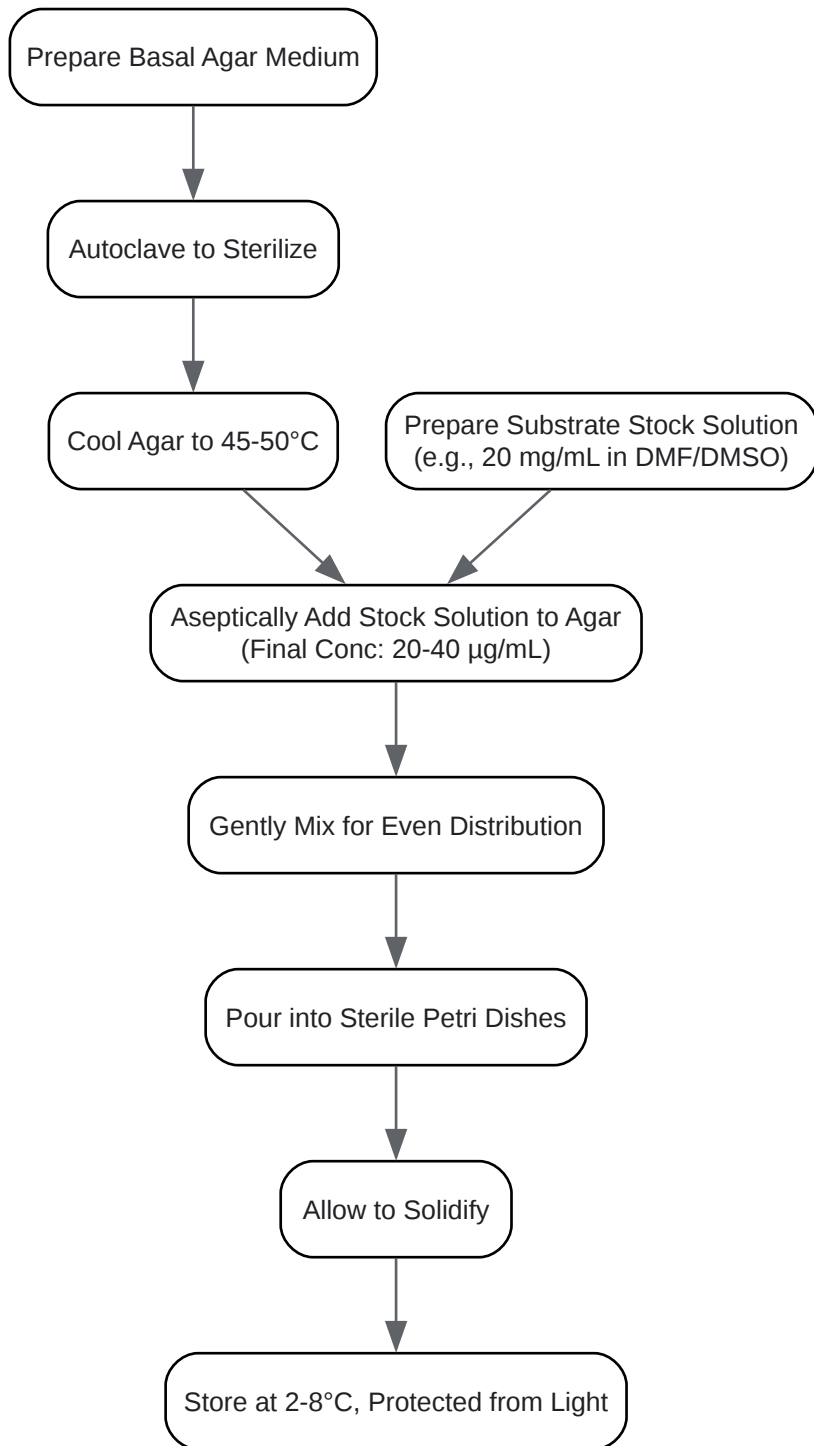 Prepare Basal Agar Medium
Autoclave to Sterilize
Cool Agar to 45-50°C
Prepare Substrate Stock Solution
(e.g., 20 mg/mL in DMF/DMSO)
Aseptically Add Stock Solution to Agar
(Final Conc: 20-40 µg/mL)
Gently Mix for Even Distribution
Pour into Sterile Petri Dishes
Allow to Solidify
Store at 2-8°C, Protected from Light